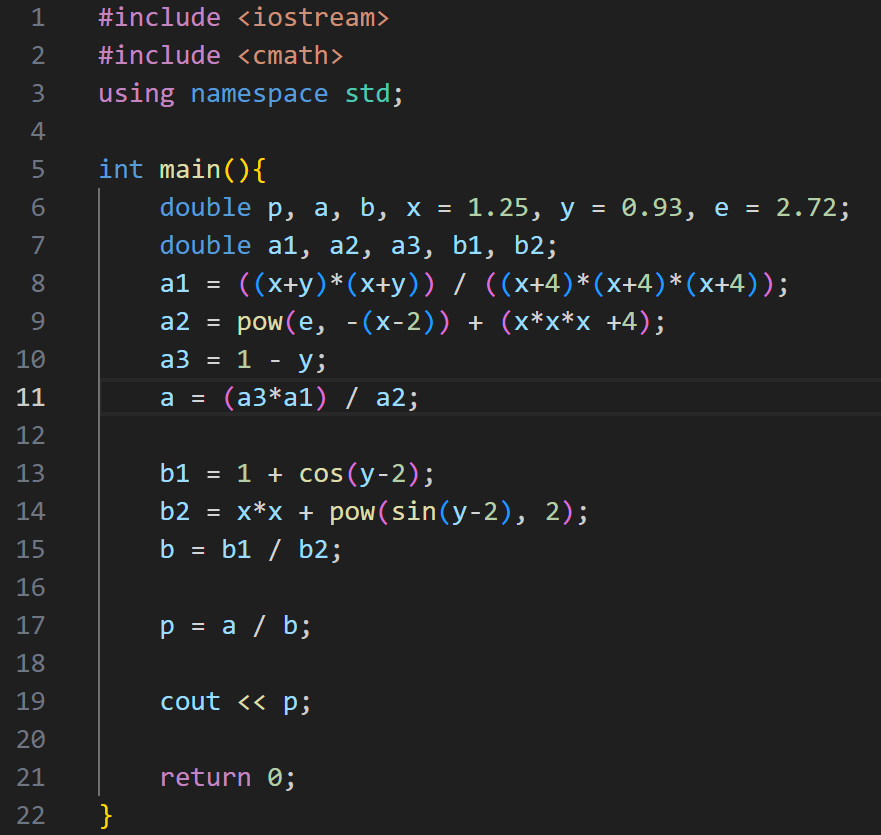 1 #include <iostream>
2 #include <cmath>
3 using namespace std;
4
5 int main(){
6     double p, a, b, x = 1.25, y = 0.93, e = 2.72;
7     double a1, a2, a3, b1, b2;
8     a1 = ((x+y)*(x+y)) / ((x+4)*(x+4)*(x+4));
9     a2 = pow(e, -(x-2)) + (x*x*x +4);
10     a3 = 1 - y;
11     a = (a3*a1) / a2;
12
13     b1 = 1 + cos(y-2);
14     b2 = x*x + pow(sin(y-2), 2);
15     b = b1 / b2;
16
17     p = a / b;
18
19     cout << p;
20
21     return 0;
22 }